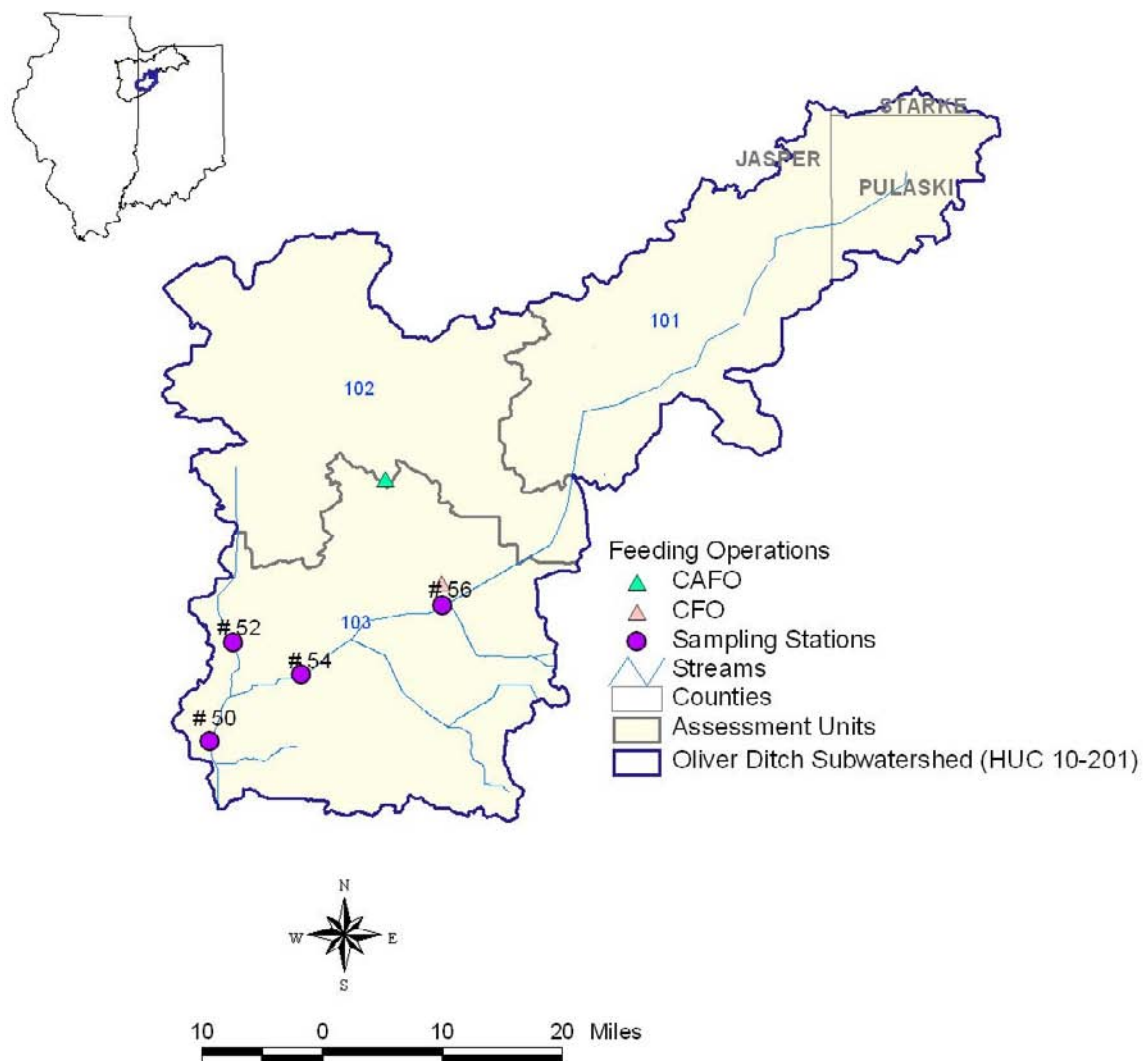 STARKE
JASPER
PULASKI
101
102
Feeding Operations
CAFO
CFO
Sampling Stations
Streams
Counties
Assessment Units
Oliver Ditch Subwatershed (HUC 10-201)
# 56
103
# 52
# 54
# 50
N
W E
S
10 0 10 20 Miles